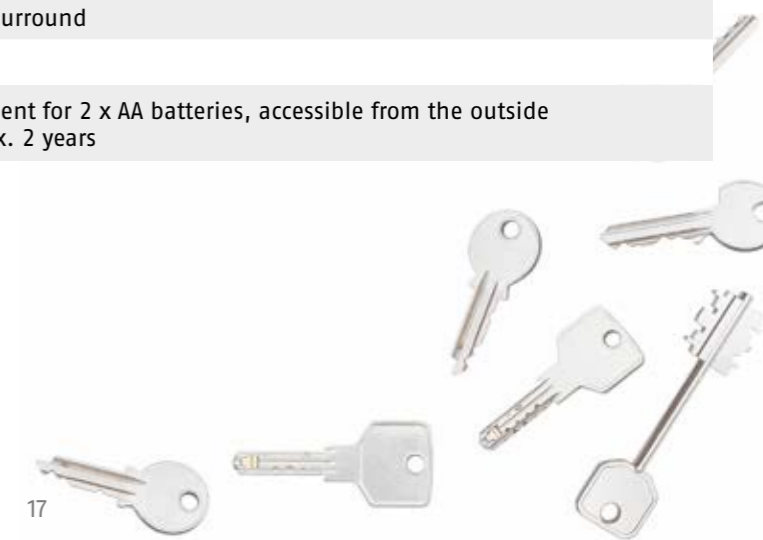 urround
ent for 2 x AA batteries, accessible from the outside
x. 2 years
17